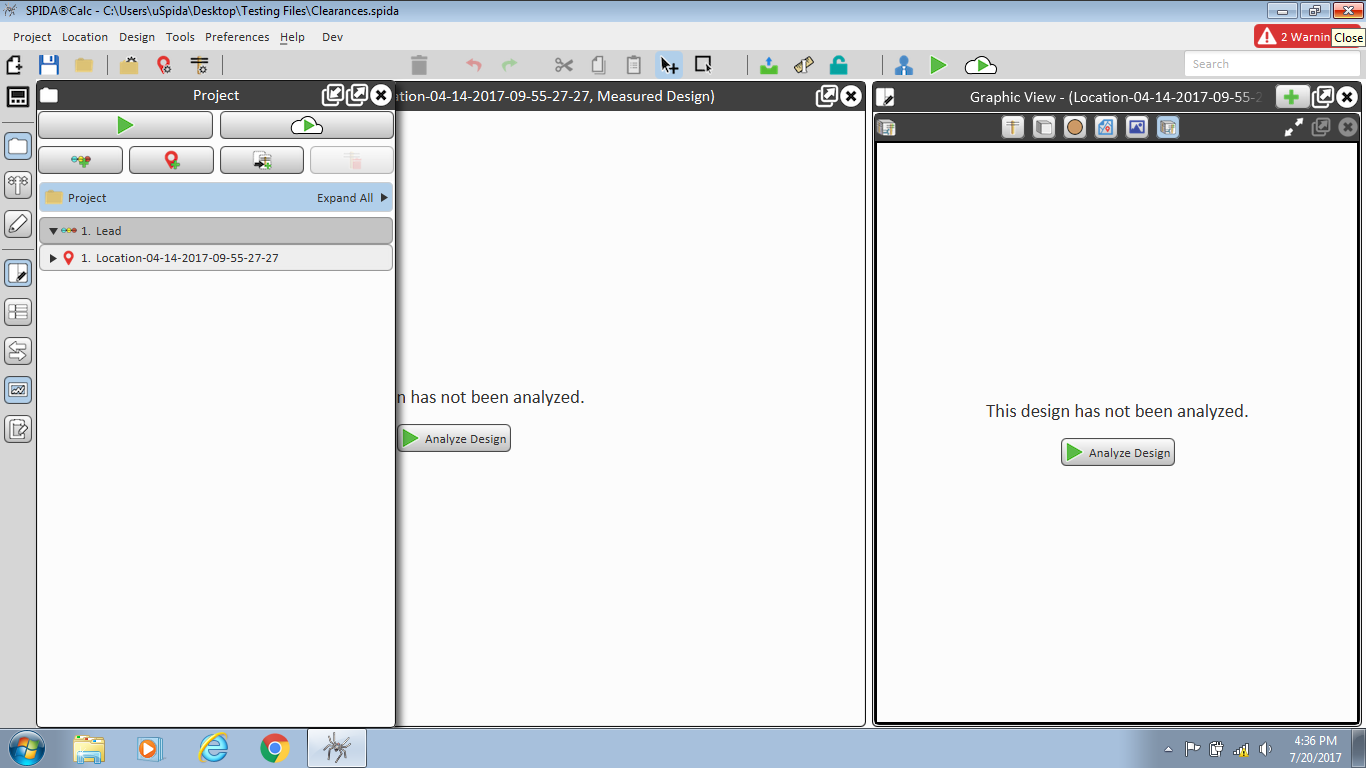 SPIDA®Calc - C:\Users\uSpida\Desktop\Testing Files\Clearances.spida
Project Location Design Tools Preferences Help Dev
2 Warnin
Close
Search
Project
cation-04-14-2017-09-55-27-27, Measured Design)
Graphic View - (Location-04-14-2017-09-55-2
Project Expand All
1. Lead
1. Location-04-14-2017-09-55-27-27
n has not been analyzed.
Analyze Design
This design has not been analyzed.
Analyze Design
4:36 PM
7/20/2017